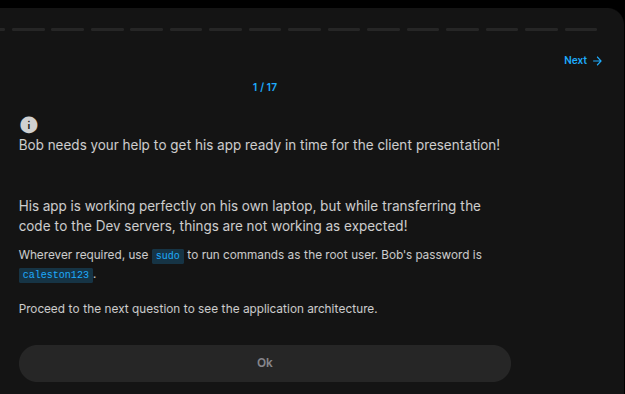 Next →
1 / 17
Bob needs your help to get his app ready in time for the client presentation!
His app is working perfectly on his own laptop, but while transferring the
code to the Dev servers, things are not working as expected!
Wherever required, use sudo to run commands as the root user. Bob's password is
caleston123.
Proceed to the next question to see the application architecture.
Ok